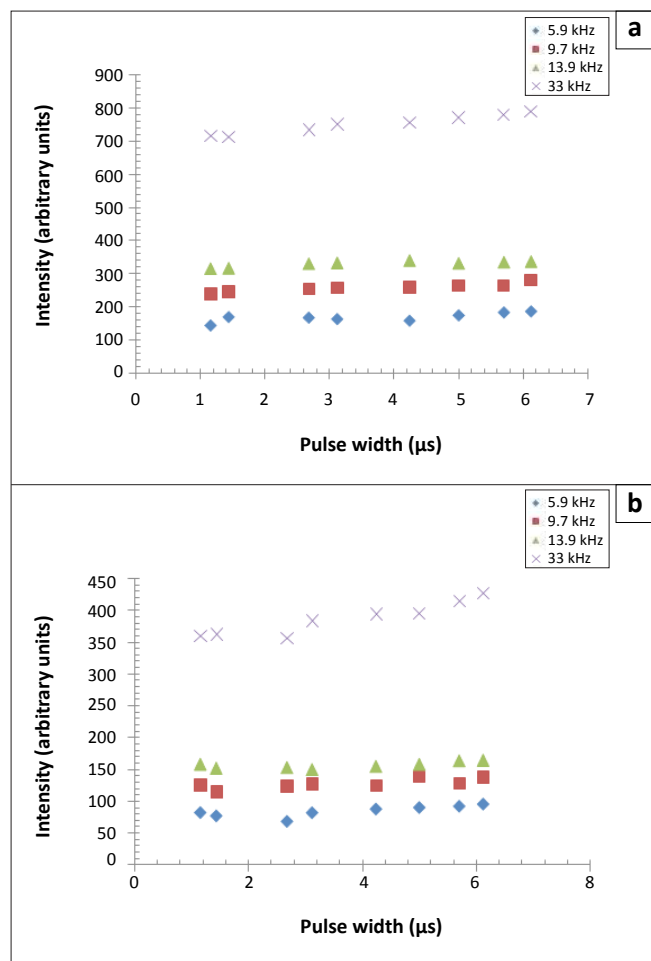 a
5.9 kHz
9.7 kHz
13.9 kHz
33 kHz
900
800
700
600
500
400
300
200
100
0
Intensity (arbitrary units)
0 1 2 3 4 5 6 7
Pulse width (μs)
b
5.9 kHz
9.7 kHz
13.9 kHz
33 kHz
450
400
350
300
250
200
150
100
50
0
Intensity (arbitrary units)
0 2 4 6 8
Pulse width (μs)